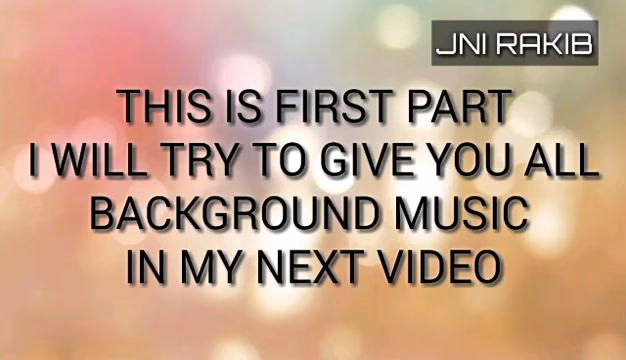 JNI RAKIB
THIS IS FIRST PART
I WILL TRY TO GIVE YOU ALL
BACKGROUND MUSIC
IN MY NEXT VIDEO